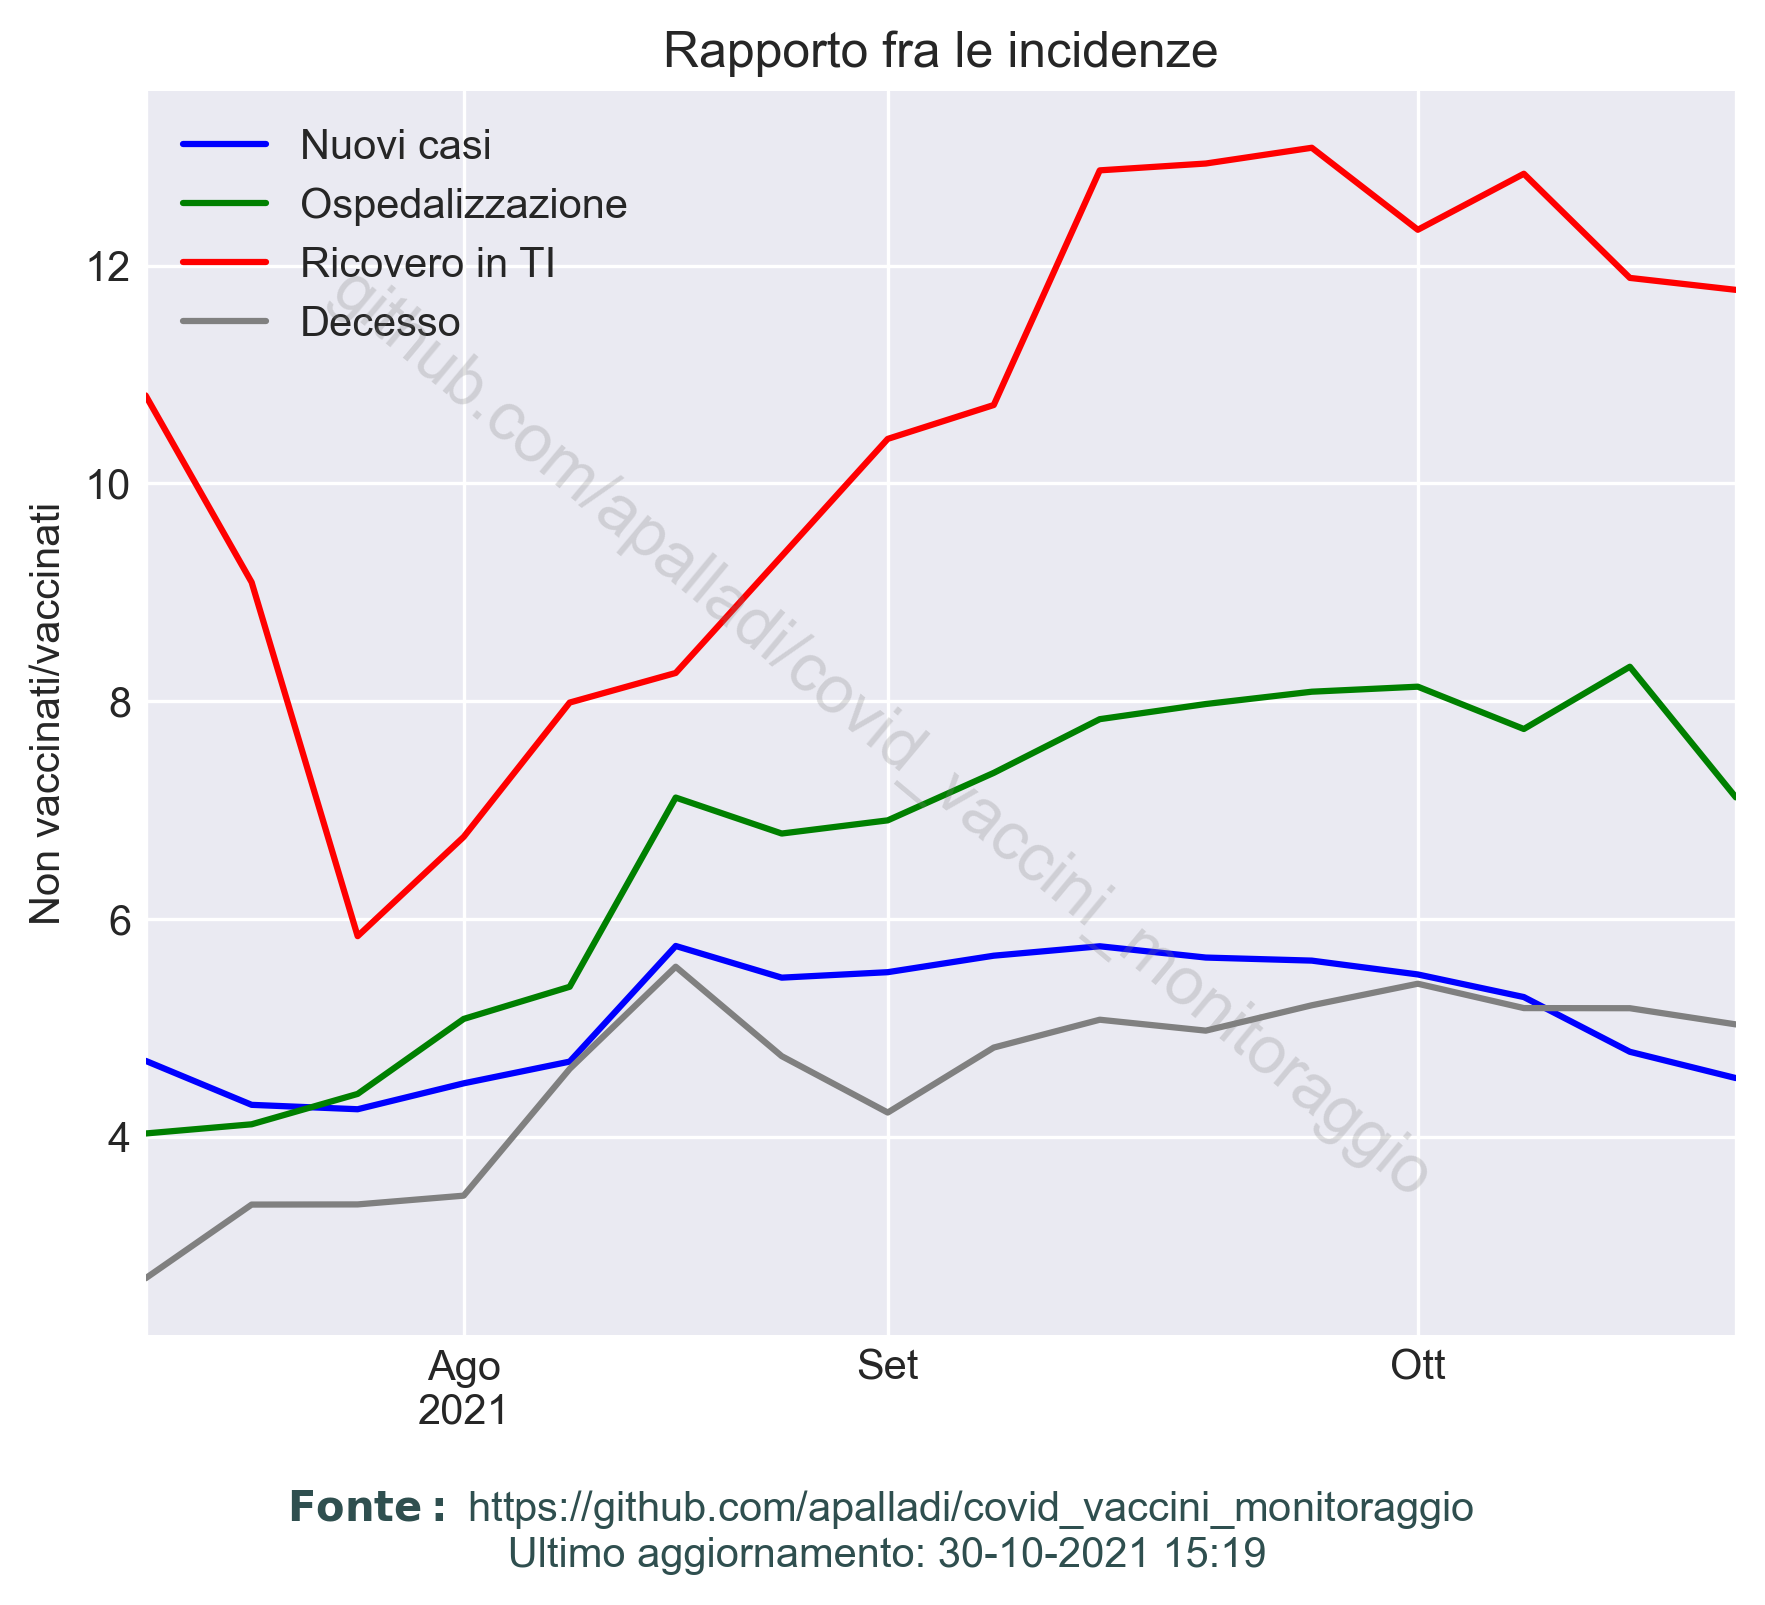 Rapporto fra le incidenze
Nuovi casi
Ospedalizzazione
Ricovero in TI
Decesso
12
10
8
6
4
Non vaccinati/vaccinati
github.com/apalladi/covid_vaccini_monitoraggio
Ago
2021
Set
Ott
Fonte: https://github.com/apalladi/covid_vaccini_monitoraggio
Ultimo aggiornamento: 30-10-2021 15:19